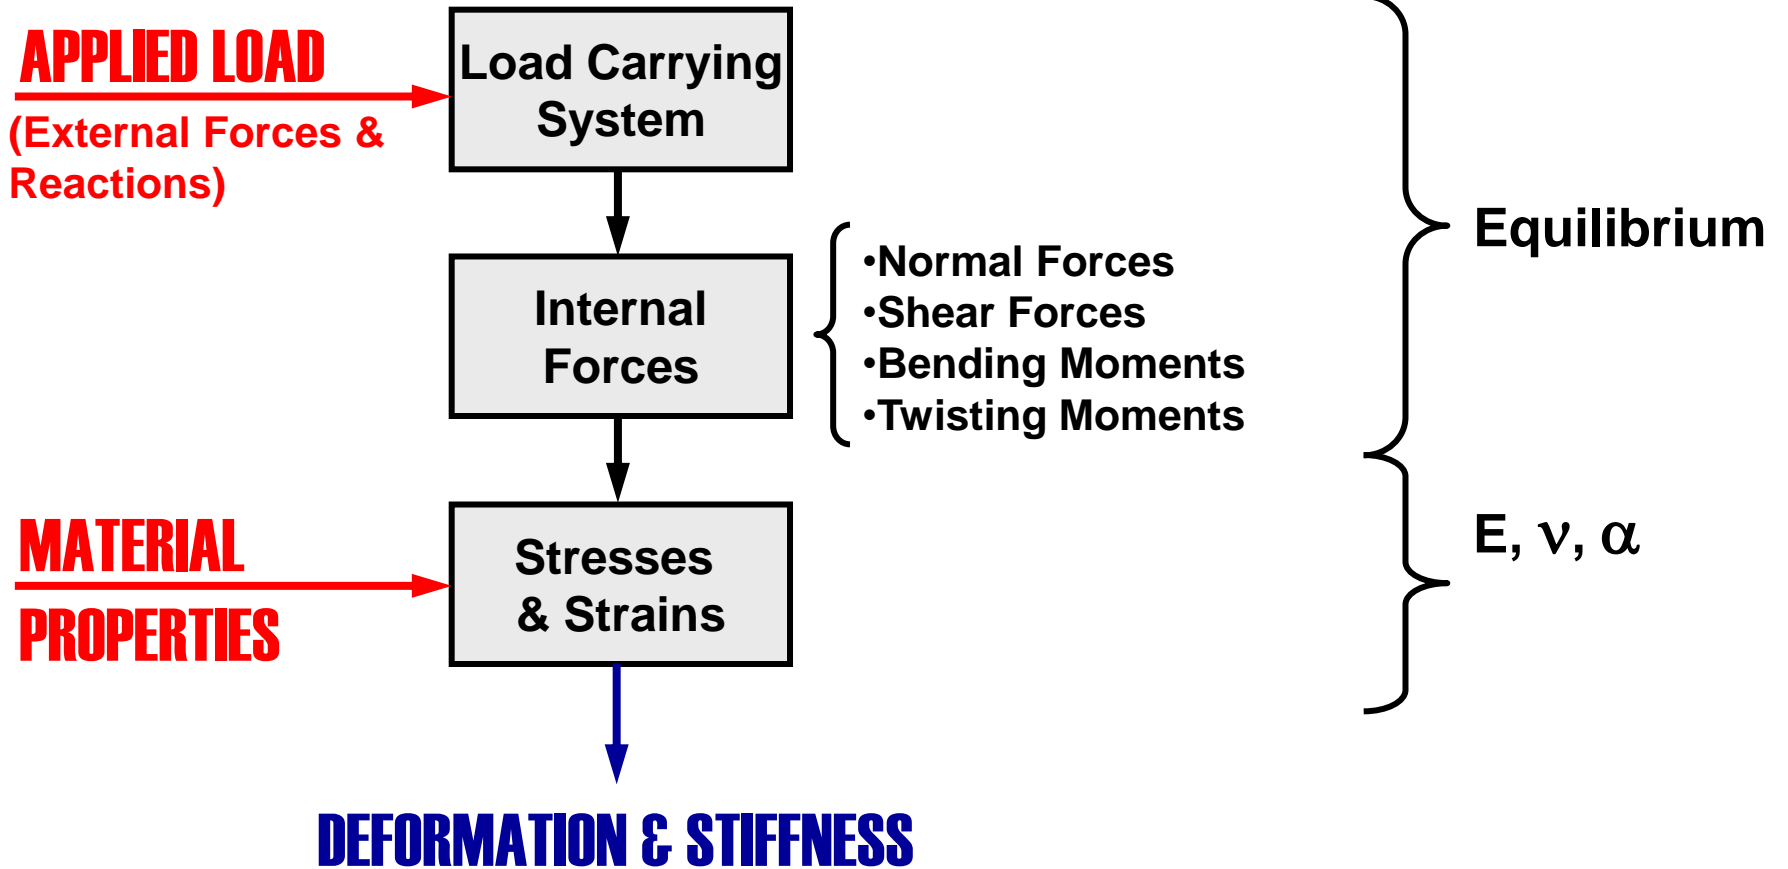 APPLIED LOAD
(External Forces &
Reactions)
Load Carrying
System
Equilibrium
Internal
Forces
•Normal Forces
•Shear Forces
•Bending Moments
•Twisting Moments
MATERIAL
PROPERTIES
Stresses
& Strains
E, ν, α
DEFORMATION & STIFFNESS